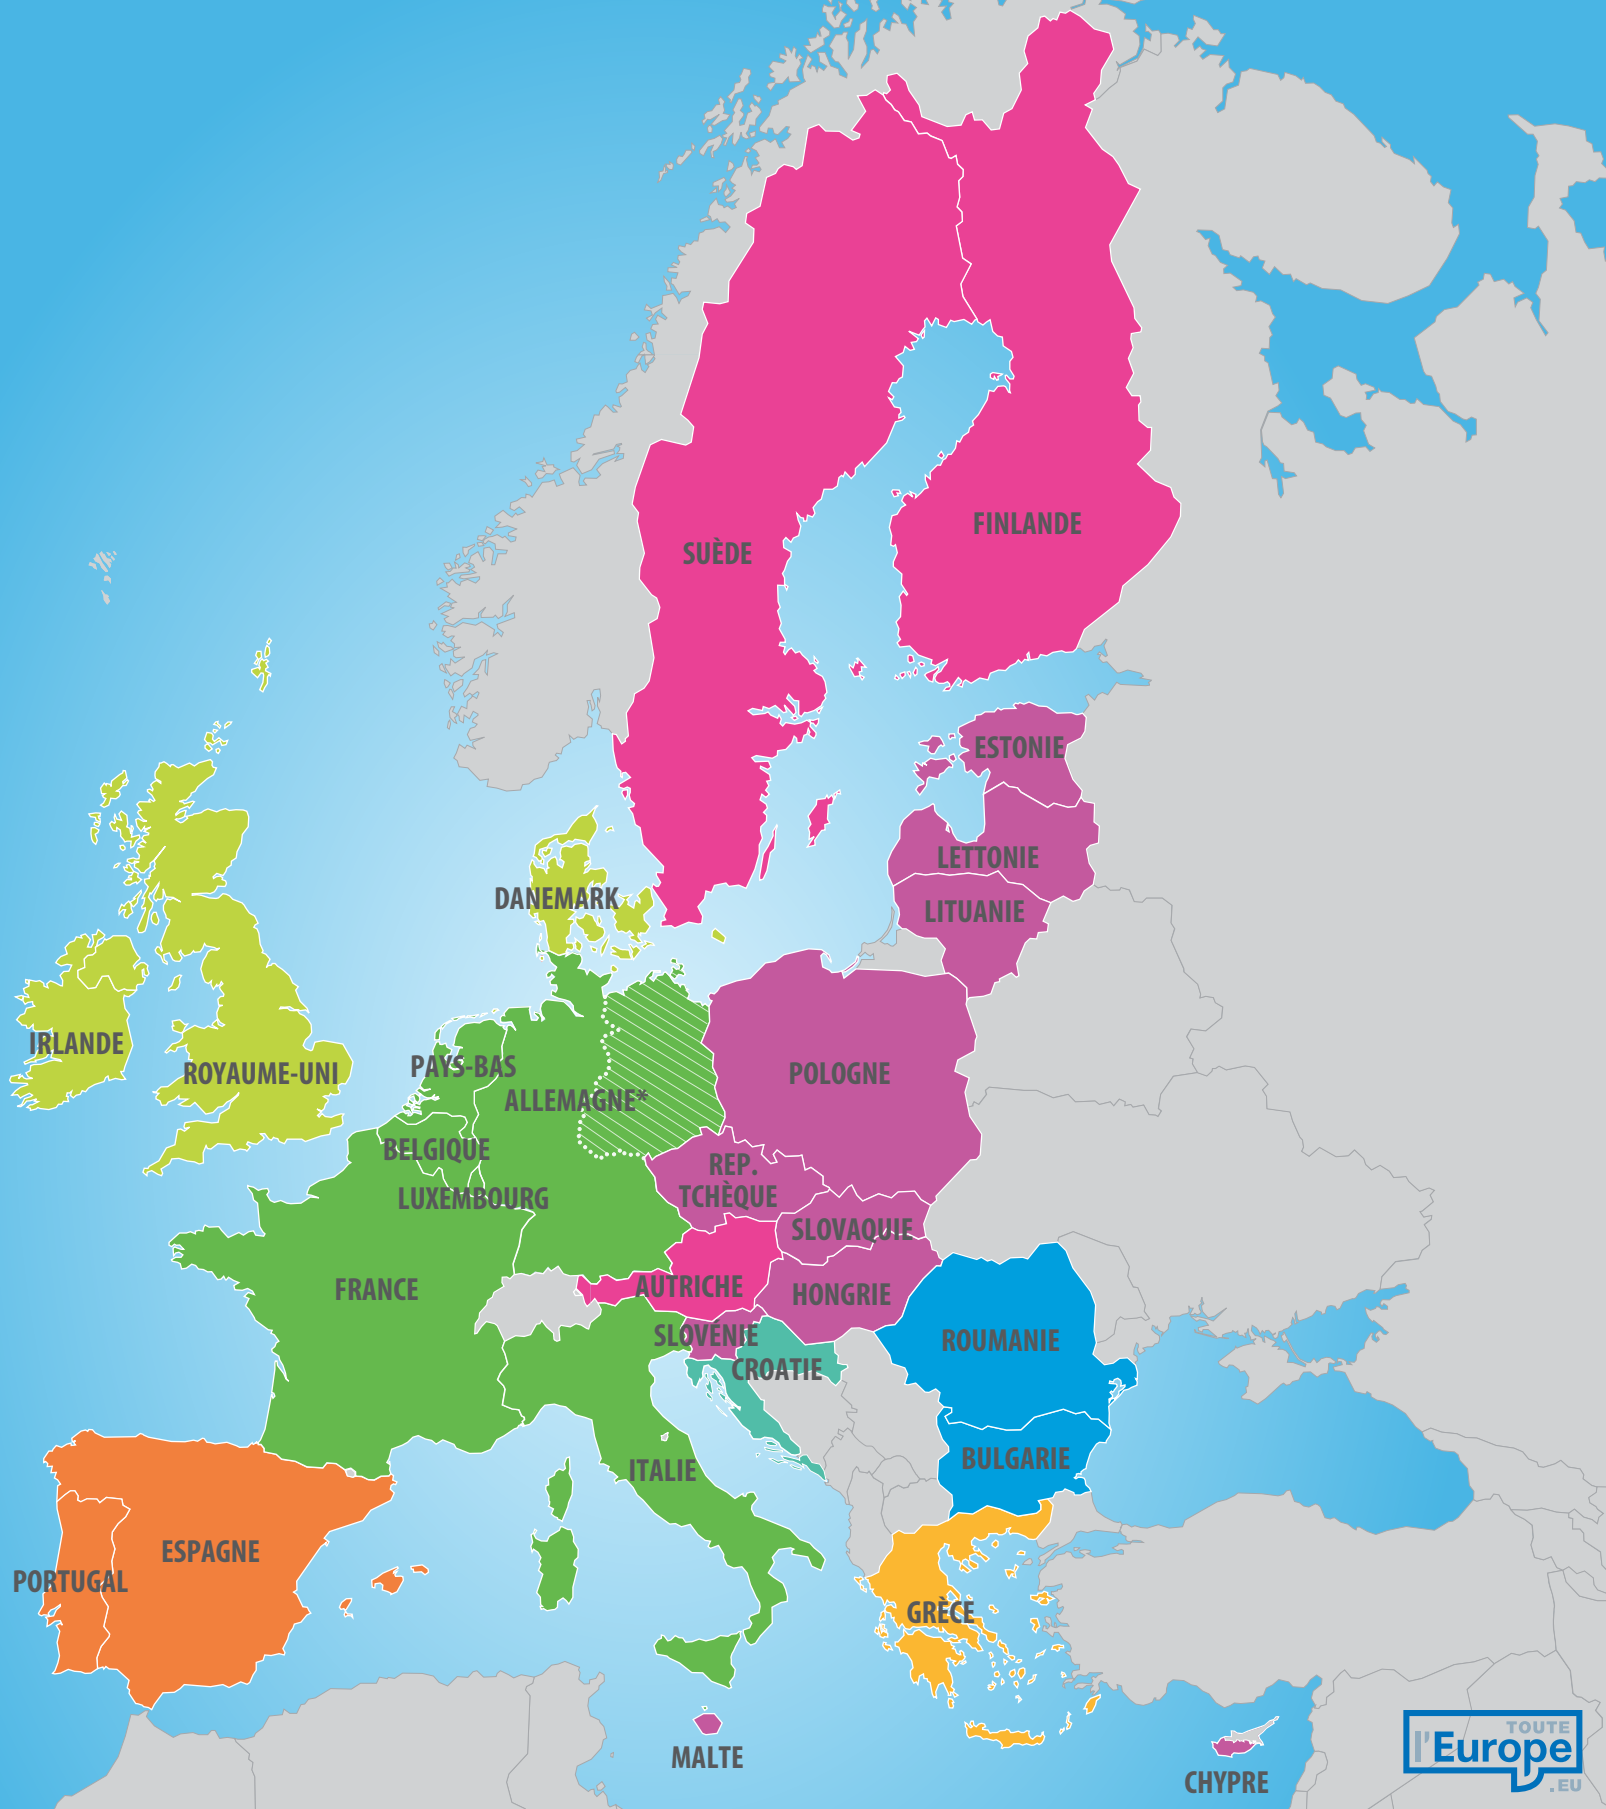 FINLANDE
SUÈDE
ESTONIE
LETTONIE
DANEMARK
LITUANIE
IRLANDE
ROYAUME-UNI
PAYS-BAS
POLOGNE
ALLEMAGNE*
BELGIQUE
REP.
TCHÈQUE
LUXEMBOURG
SLOVAQUIE
FRANCE
AUTRICHE
HONGRIE
SLOVÉNIE
ROUMANIE
CROATIE
ITALIE
BULGARIE
ESPAGNE
PORTUGAL
GRÈCE
MALTE
CHYPRE
TOUTE
l'Europe
.EU